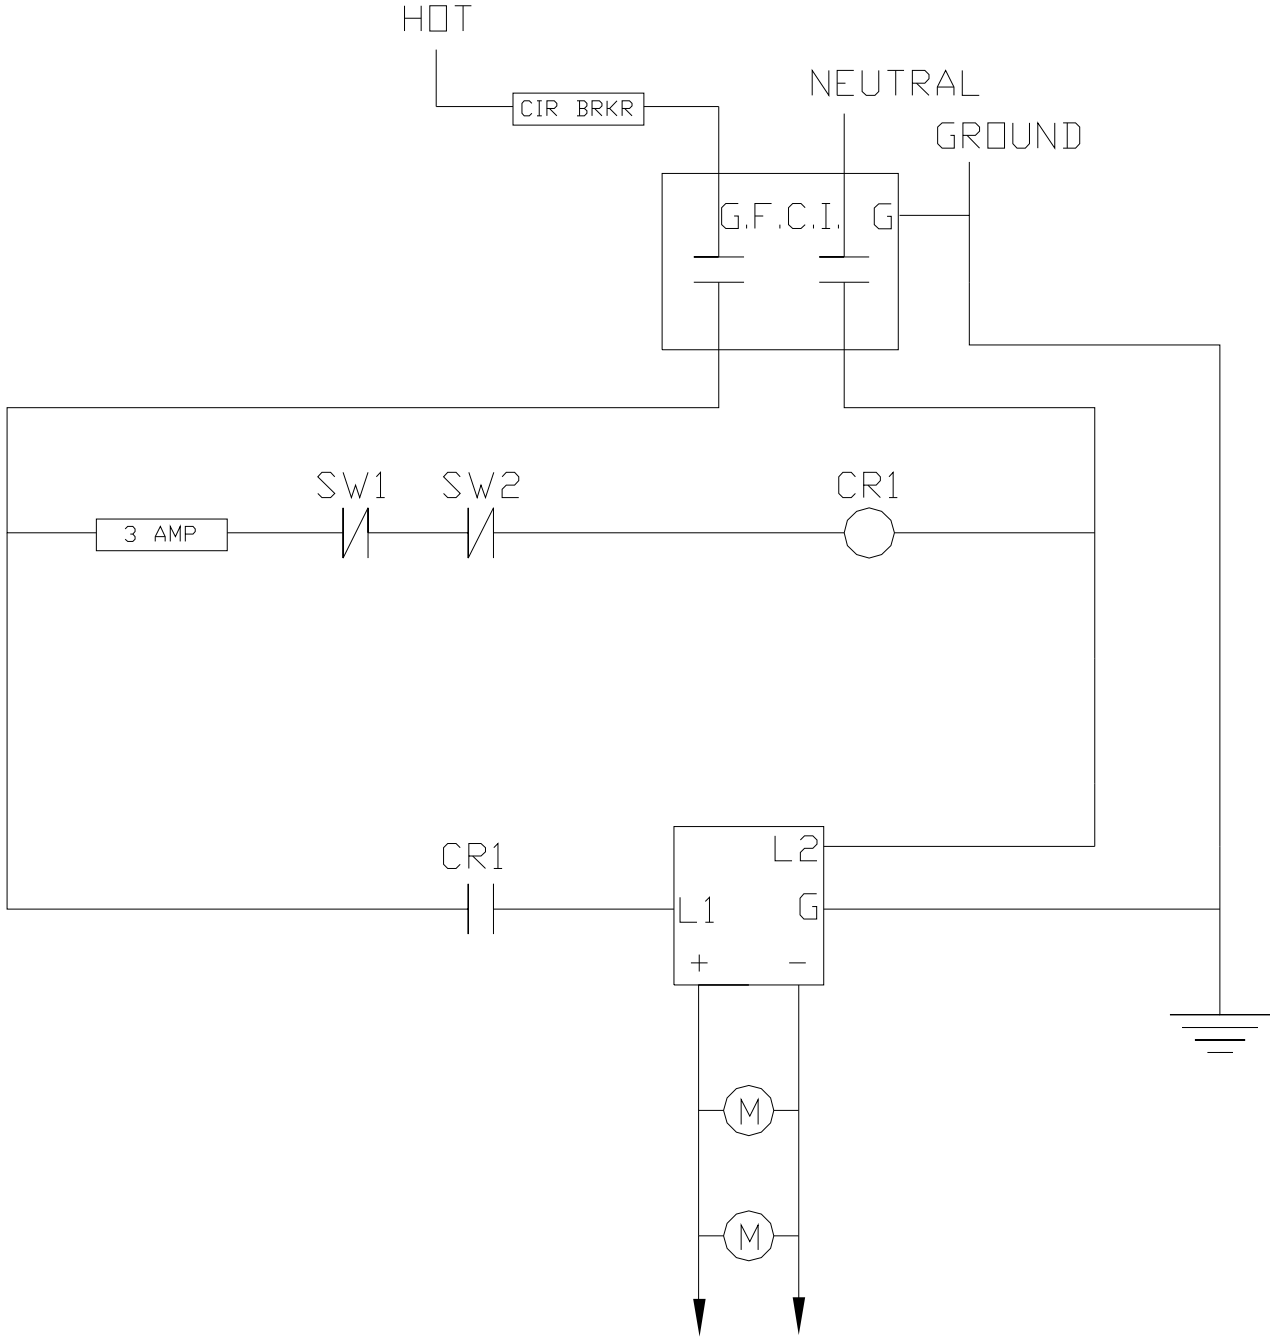 HOT
NEUTRAL
CIR BRKR
GROUND
G.F.C.I. G
SW1 SW2 CR1
3 AMP
L2
CR1
L1 G
+ −
M
M